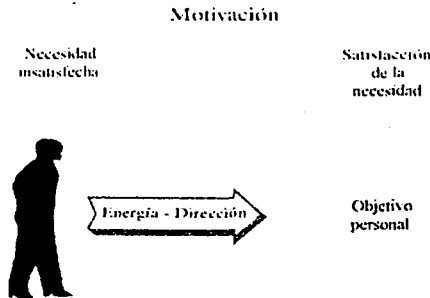 Motivación
Necesidad
insatisfecha
Satisfacción
de la
necesidad
Energía - Dirección
Objetivo
personal